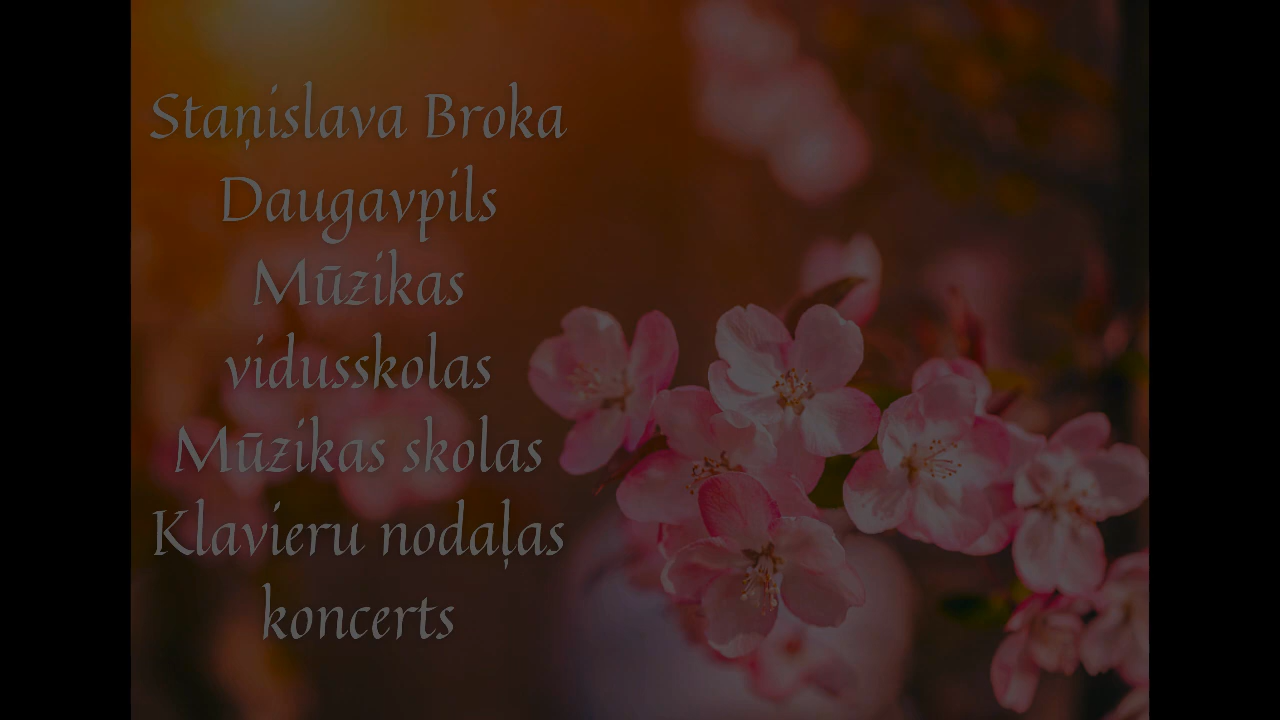 Staņislava Broka
Daugavpils
Mūzikas
vidusskolas
Mūzikas skolas
Klavieru nodaļas
koncerts